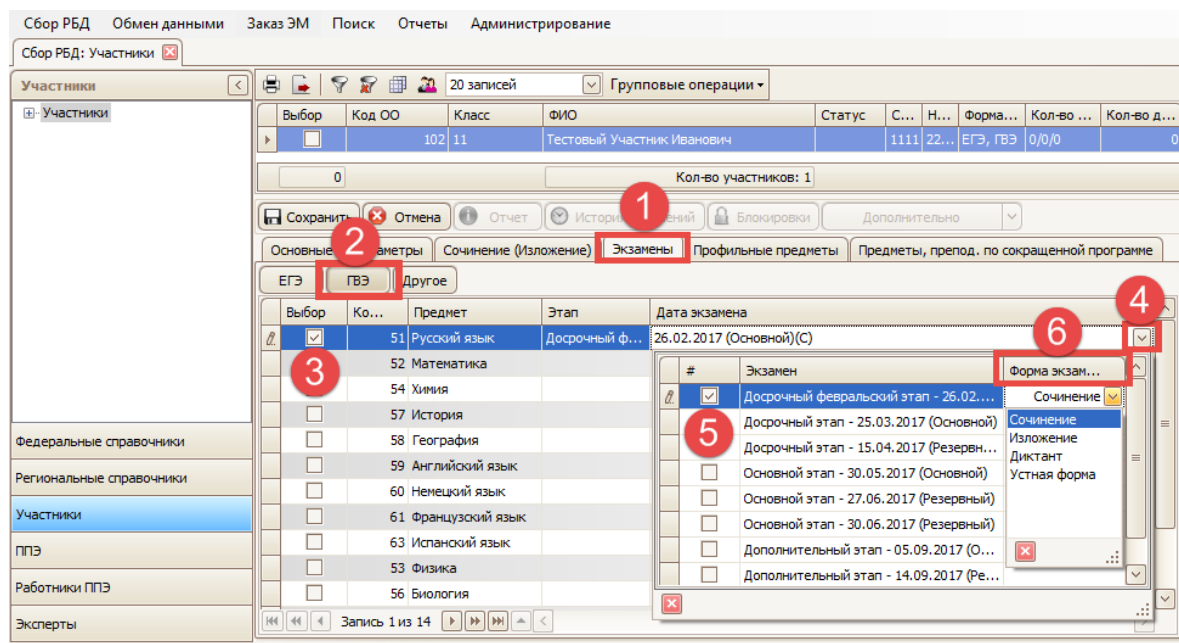 Сбор РБД Обмен данными Заказ ЭМ Поиск Отчеты Администрирование
Сбор РБД: Участники
Участники
Участники
Федеральные справочники
Региональные справочники
Участники
ППЭ
Работники ППЭ
Эксперты
20 записей Групповые операции
Выбор Код ОО Класс ФИО Статус С... Н... Форма... Кол-во ... Кол-во д...
102 11 Тестовый Участник Иванович 1111 22... ЕГЭ, ГВЭ 0/0/0 0
0 Кол-во участников: 1
Сохранить Отмена Отчет Блокировки Дополнительно
1
2
Основные Сочинение (Изложение) Экзамены Профильные предметы Предметы, препод. по сокращенной программе
ЕГЭ ГВЭ Другое
Выбор Ко... Предмет Этап Дата экзамена
4
51 Русский язык Досрочный ф... 26.02.2017 (Основной)(С)
6
3
52 Математика
54 Химия
57 История
58 География
59 Английский язык
60 Немецкий язык
61 Французский язык
63 Испанский язык
53 Физика
56 Биология
# Экзамен Форма экзам...
Досрочный февральский этап - 26.02.... Сочинение
5
Досрочный этап - 25.03.2017 (Основной)
Досрочный этап - 15.04.2017 (Резервн...
Основной этап - 30.05.2017 (Основной)
Основной этап - 27.06.2017 (Резервный)
Основной этап - 30.06.2017 (Резервный)
Дополнительный этап - 05.09.2017 (О...
Дополнительный этап - 14.09.2017 (Ре...
Сочинение
Изложение
Диктант
Устная форма
Запись 1 из 14